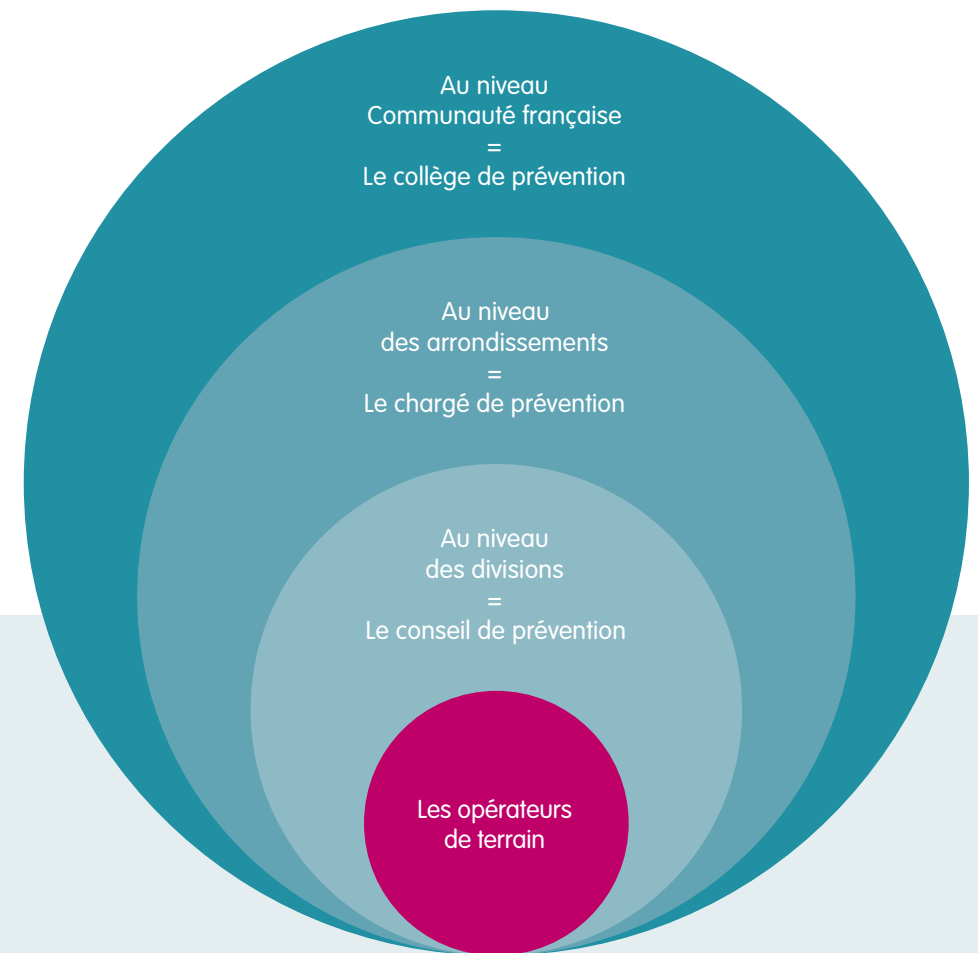 Au niveau
Communauté française
=
Le collège de prévention
Au niveau
des arrondissements
=
Le chargé de prévention
Au niveau
des divisions
=
Le conseil de prévention
Les opérateurs
de terrain